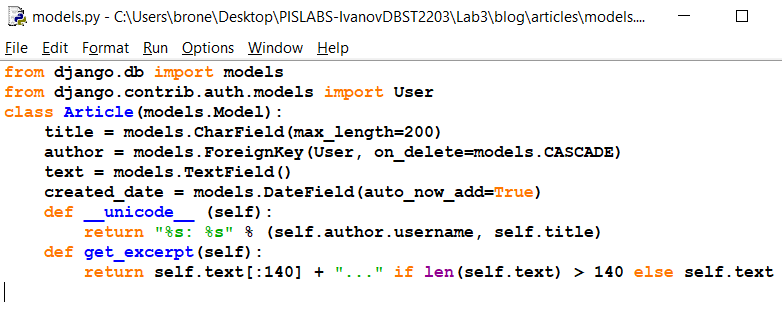 models.py - C:\Users\brone\Desktop\PISLABS-IvanovDBST2203\Lab3\blog\articles\models....
File Edit Format Run Options Window Help
from django.db import models
from django.contrib.auth.models import User
class Article(models.Model):
    title = models.CharField(max_length=200)
    author = models.ForeignKey(User, on_delete=models.CASCADE)
    text = models.TextField()
    created_date = models.DateField(auto_now_add=True)
    def __unicode__ (self):
        return "%s: %s" % (self.author.username, self.title)
    def get_excerpt(self):
        return self.text[:140] + "..." if len(self.text) > 140 else self.text